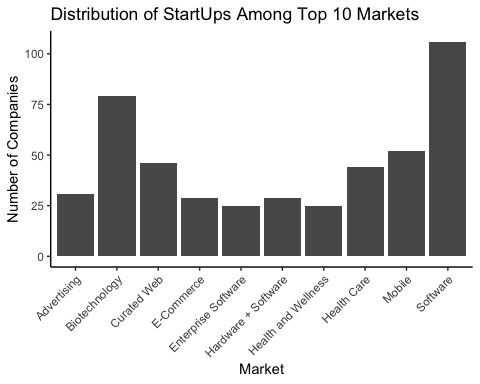 Distribution of StartUps Among Top 10 Markets
Number of Companies
100
75
50
25
0
Advertising
Biotechnology
Curated Web
E-Commerce
Enterprise Software
Hardware + Software
Health and Wellness
Health Care
Mobile
Software
Market